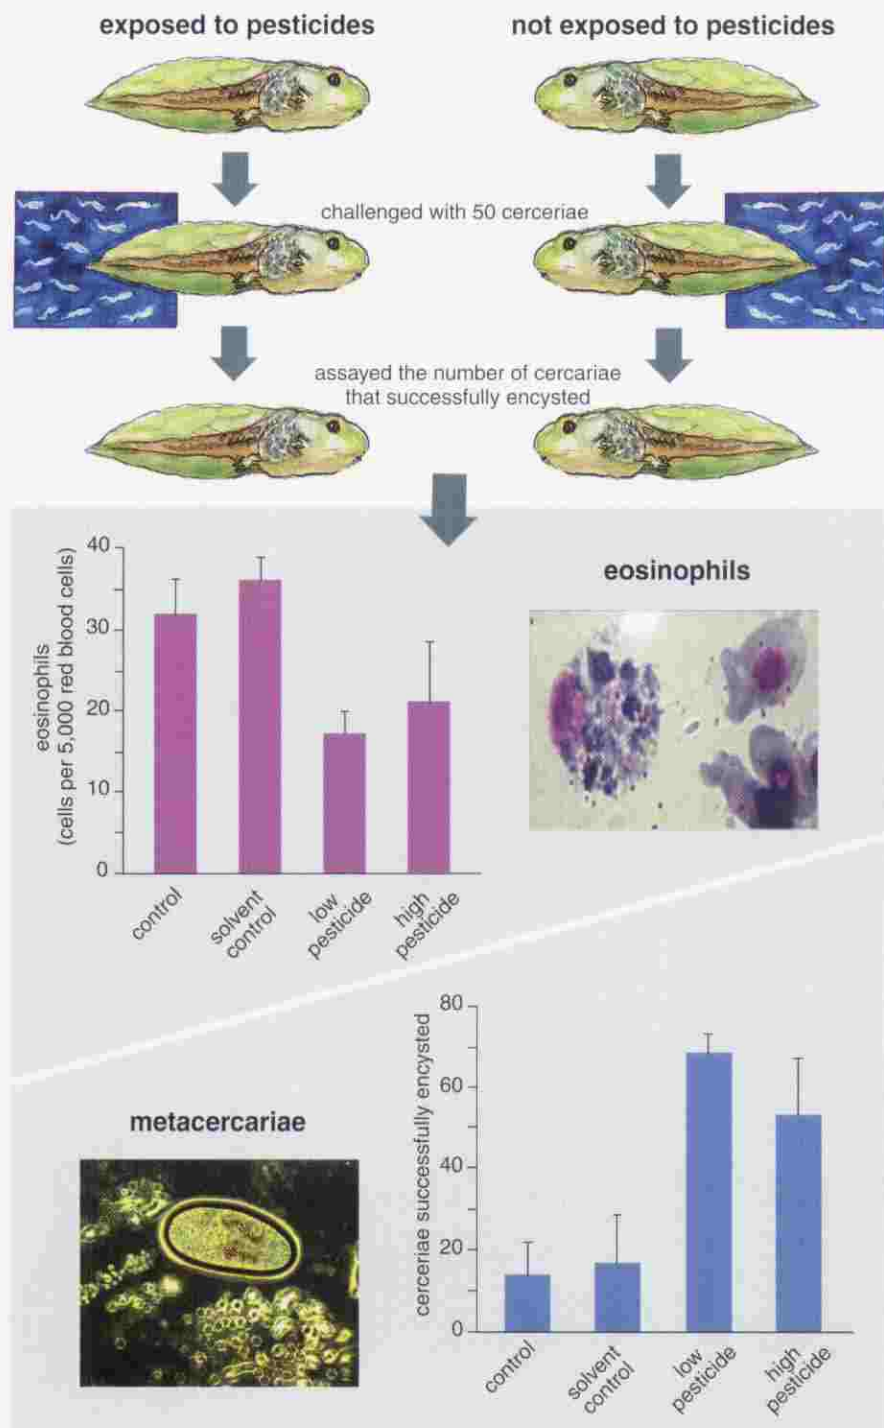 exposed to pesticides
not exposed to pesticides
challenged with 50 cerceriae
assayed the number of cercariae
that successfully encysted
eosinophils
(cells per 5,000 red blood cells)
40
30
20
10
0
control
solvent
control
low
pesticide
high
pesticide
eosinophils
metacercariae
cerceriae successfully encysted
80
60
40
20
0
control
solvent
control
low
pesticide
high
pesticide